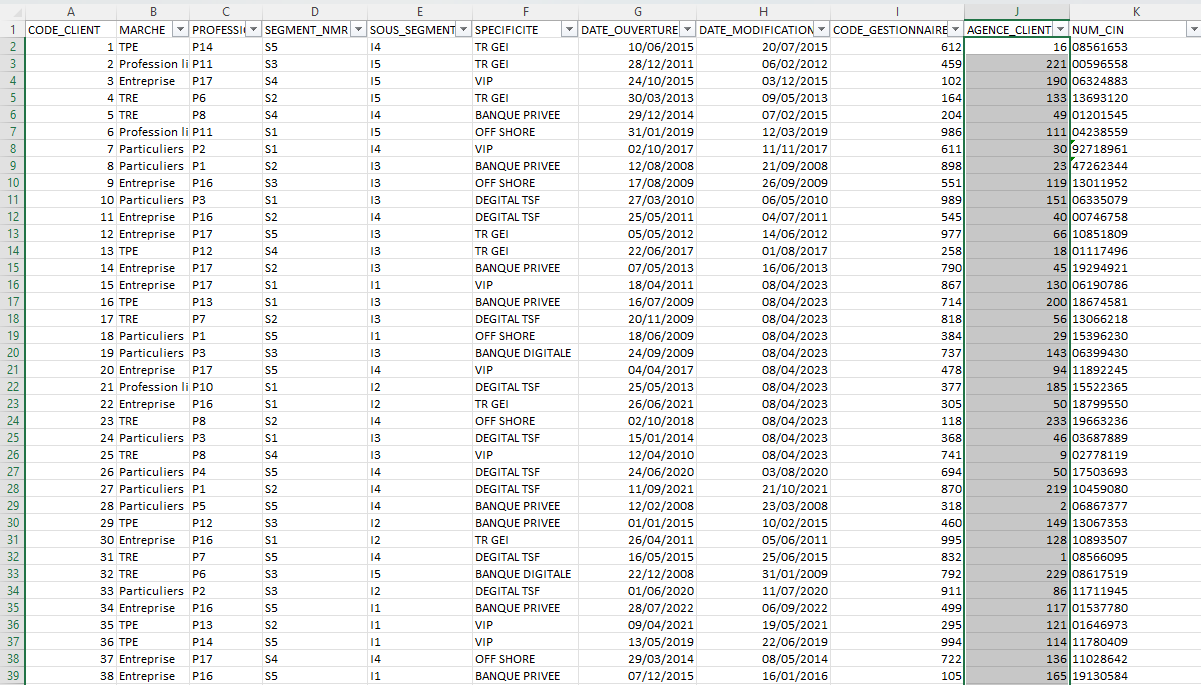 A B C D E F G H I J K
1 CODE_CLIENT MARCHE PROFESSI SEGMENT_NMR SOUS_SEGMENT SPECIFICITE DATE_OUVERTURE DATE_MODIFICATION CODE_GESTIONNAIRE AGENCE_CLIENT NUM_CIN
2 1 TPE P14 S5 I4 TR GEI 10/06/2015 20/07/2015 612 16 08561653
3 2 Profession li P11 S3 I5 TR GEI 28/12/2011 06/02/2012 459 221 00596558
4 3 Entreprise P17 S4 I5 VIP 24/10/2015 03/12/2015 102 190 06324883
5 4 TRE P6 S2 I5 TR GEI 30/03/2013 09/05/2013 164 133 13693120
6 5 TRE P8 S4 I4 BANQUE PRIVEE 29/12/2014 07/02/2015 204 49 01201545
7 6 Profession li P11 S1 I5 OFF SHORE 31/01/2019 12/03/2019 986 111 04238559
8 7 Particuliers P2 S1 I4 VIP 02/10/2017 11/11/2017 611 30 92718961
9 8 Particuliers P1 S2 I3 BANQUE PRIVEE 12/08/2008 21/09/2008 898 23 47262344
10 9 Entreprise P16 S3 I3 OFF SHORE 17/08/2009 26/09/2009 551 119 13011952
11 10 Particuliers P3 S1 I3 DEGITAL TSF 27/03/2010 06/05/2010 989 151 06335079
12 11 Entreprise P16 S2 I4 DEGITAL TSF 25/05/2011 04/07/2011 545 40 00746758
13 12 Entreprise P17 S5 I3 TR GEI 05/05/2012 14/06/2012 977 66 10851809
14 13 TPE P12 S4 I3 TR GEI 22/06/2017 01/08/2017 258 18 01117496
15 14 Entreprise P17 S2 I3 BANQUE PRIVEE 07/05/2013 16/06/2013 790 45 19294921
16 15 Entreprise P17 S1 I1 VIP 18/04/2011 08/04/2023 867 130 06190786
17 16 TPE P13 S1 I3 BANQUE PRIVEE 16/07/2009 08/04/2023 714 200 18674581
18 17 TRE P7 S2 I3 DEGITAL TSF 20/11/2009 08/04/2023 818 56 13066218
19 18 Particuliers P1 S5 I1 OFF SHORE 18/06/2009 08/04/2023 384 29 15396230
20 19 Particuliers P3 S3 I3 BANQUE DIGITALE 24/09/2009 08/04/2023 737 143 06399430
21 20 Entreprise P17 S5 I4 VIP 04/04/2017 08/04/2023 478 94 11892245
22 21 Profession li P10 S1 I2 DEGITAL TSF 25/05/2013 08/04/2023 377 185 15522365
23 22 Entreprise P16 S1 I2 TR GEI 26/06/2021 08/04/2023 305 50 18799550
24 23 TRE P8 S2 I4 OFF SHORE 02/10/2018 08/04/2023 118 233 19663236
25 24 Particuliers P3 S1 I3 DEGITAL TSF 15/01/2014 08/04/2023 368 46 03687889
26 25 TRE P8 S4 I3 VIP 12/04/2010 08/04/2023 741 9 02778119
27 26 Particuliers P4 S5 I4 DEGITAL TSF 24/06/2020 03/08/2020 694 50 17503693
28 27 Particuliers P1 S2 I4 DEGITAL TSF 11/09/2021 21/10/2021 870 219 10459080
29 28 Particuliers P5 S5 I4 BANQUE PRIVEE 12/02/2008 23/03/2008 318 2 06867377
30 29 TPE P12 S3 I2 BANQUE PRIVEE 01/01/2015 10/02/2015 460 149 13067353
31 30 Entreprise P16 S1 I2 TR GEI 26/04/2011 05/06/2011 995 128 10893507
32 31 TRE P7 S5 I4 DEGITAL TSF 16/05/2015 25/06/2015 832 1 08566095
33 32 TRE P6 S3 I5 BANQUE DIGITALE 22/12/2008 31/01/2009 792 229 08617519
34 33 Particuliers P2 S3 I2 DEGITAL TSF 01/06/2020 11/07/2020 911 86 11711945
35 34 Entreprise P16 S5 I1 BANQUE PRIVEE 28/07/2022 06/09/2022 499 117 01537780
36 35 TPE P13 S2 I1 VIP 09/04/2021 19/05/2021 295 121 01646973
37 36 TPE P14 S5 I1 VIP 13/05/2019 22/06/2019 994 114 11780409
38 37 Entreprise P17 S4 I4 OFF SHORE 29/03/2014 08/05/2014 722 136 11028642
39 38 Entreprise P16 S5 I1 BANQUE PRIVEE 07/12/2015 16/01/2016 105 165 19130584